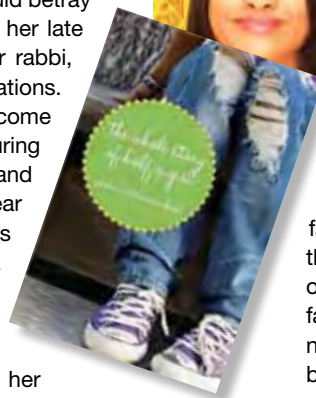 uld betray
her late
r rabbi,
ations.
come
uring
and
ear
s
her
the whole story
of half a girl
f
th
o
fa
n
b